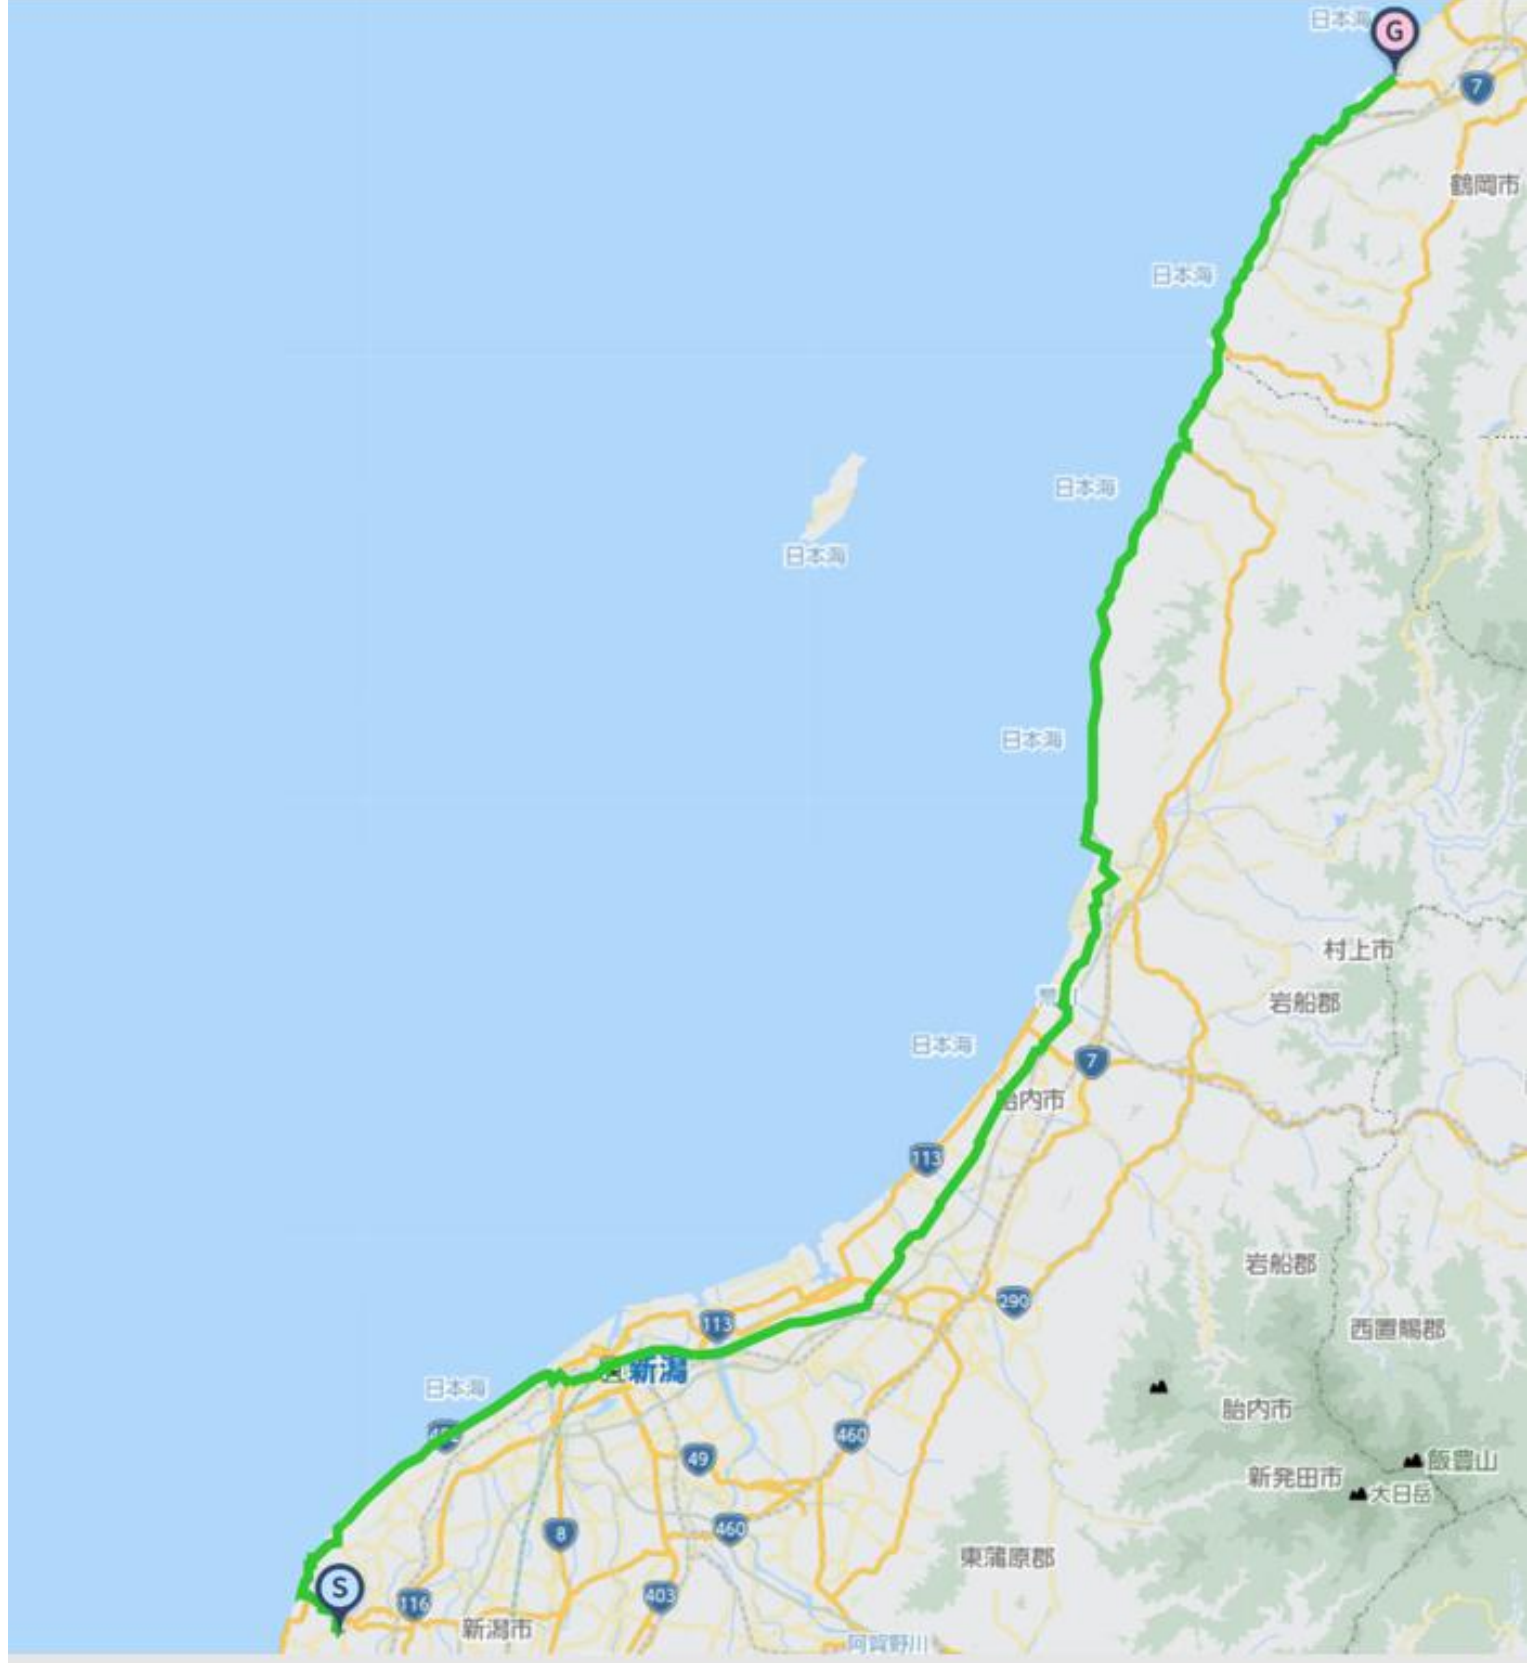 日本海
G
7
鶴岡市
日本海
日本海
日本海
日本海
村上市
岩船郡
日本海
7
胎内市
113
岩船郡
290
113
西置賜郡
新潟
日本海
胎内市
49
460
飯豊山
新発田市
大日岳
460
8
東蒲原郡
S
403
116
新潟市
阿賀野川